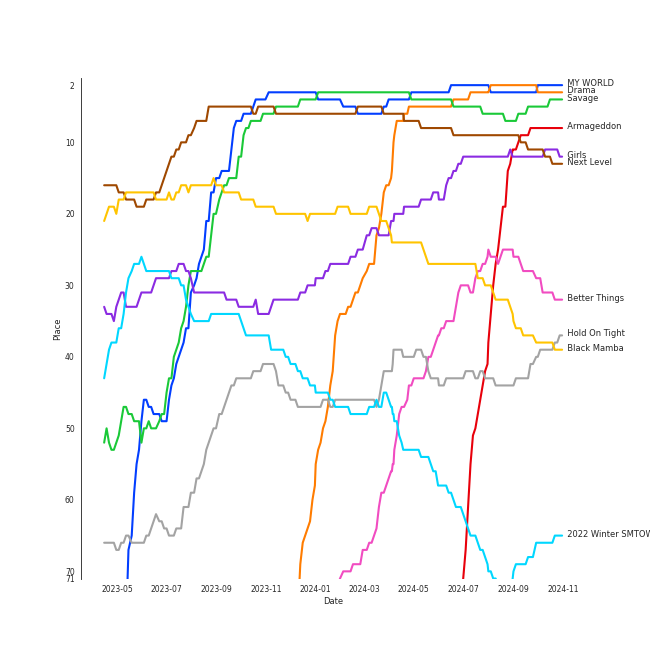 2
10
20
30
40
50
60
70
71
Place
2023-05
2023-07
2023-09
2023-11
2024-01
2024-03
2024-05
2024-07
2024-09
2024-11
Date
MY WORLD
Drama
Savage
Armageddon
Girls
Next Level
Better Things
Hold On Tight
Black Mamba
2022 Winter SMTOW